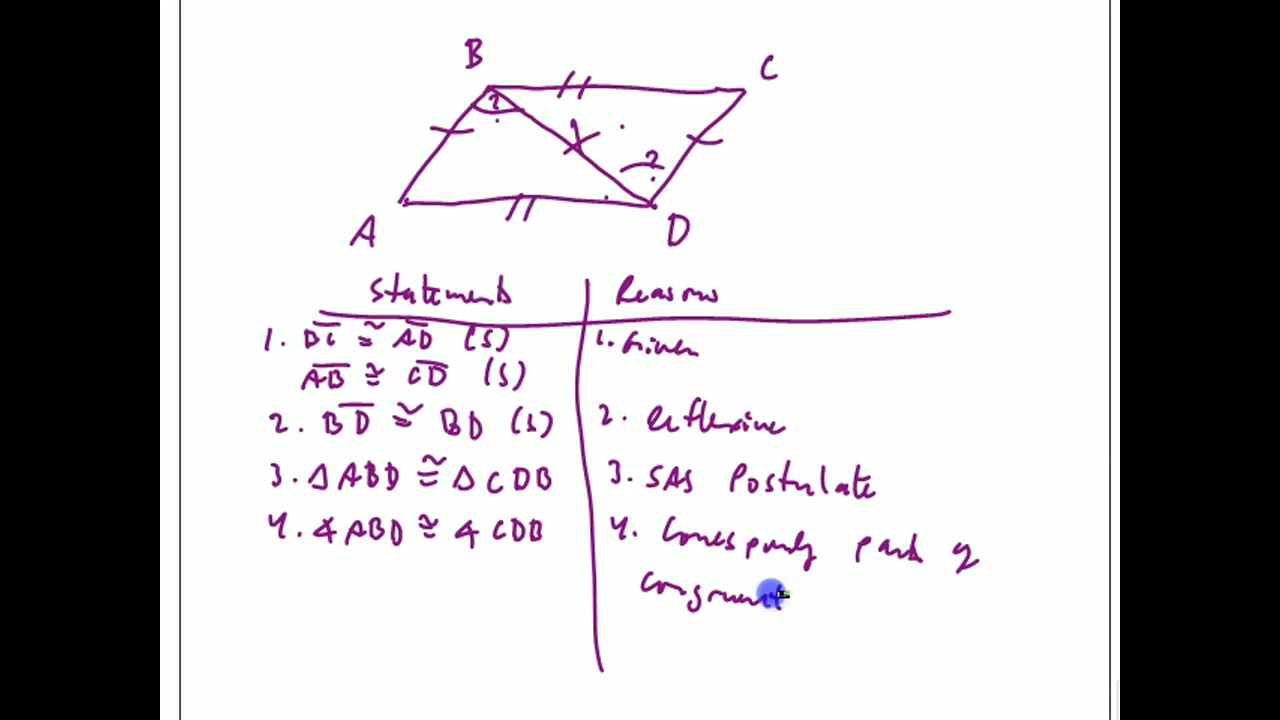 B
C
?
?
A
D
Statements Reasons
1. BC ≅ AD (S) 1. Given
AB ≅ CD (S)
2. BD ≅ BD (S) 2. Reflexive
3. △ABD ≅ △CDB 3. SAS Postulate
4. ∡ABD ≅ ∡CDB 4. Corresponding parts of
congruent